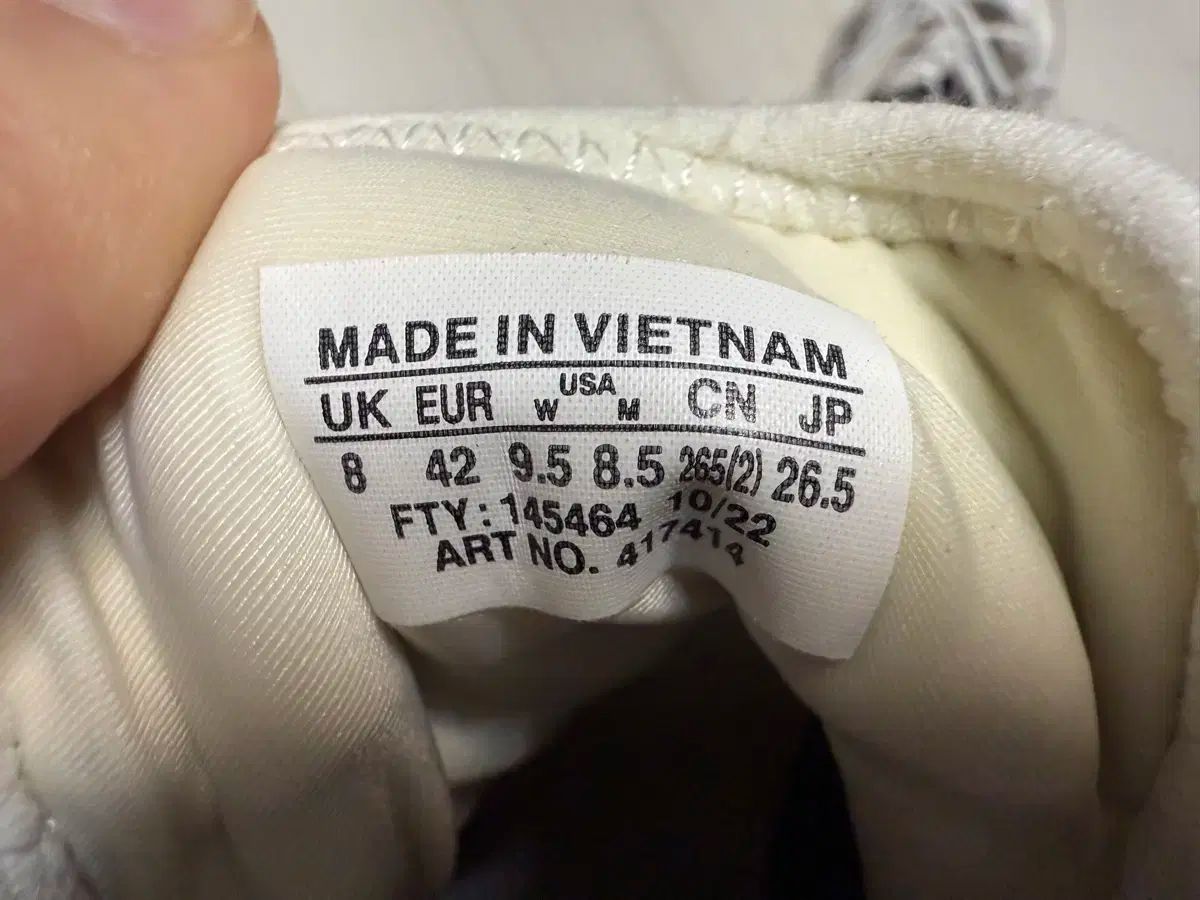 MADE IN VIETNAM
UK EUR USA CN JP
W M
8 42 9.5 8.5 265(2) 26.5
FTY: 145464 10/22
ART NO. 417414